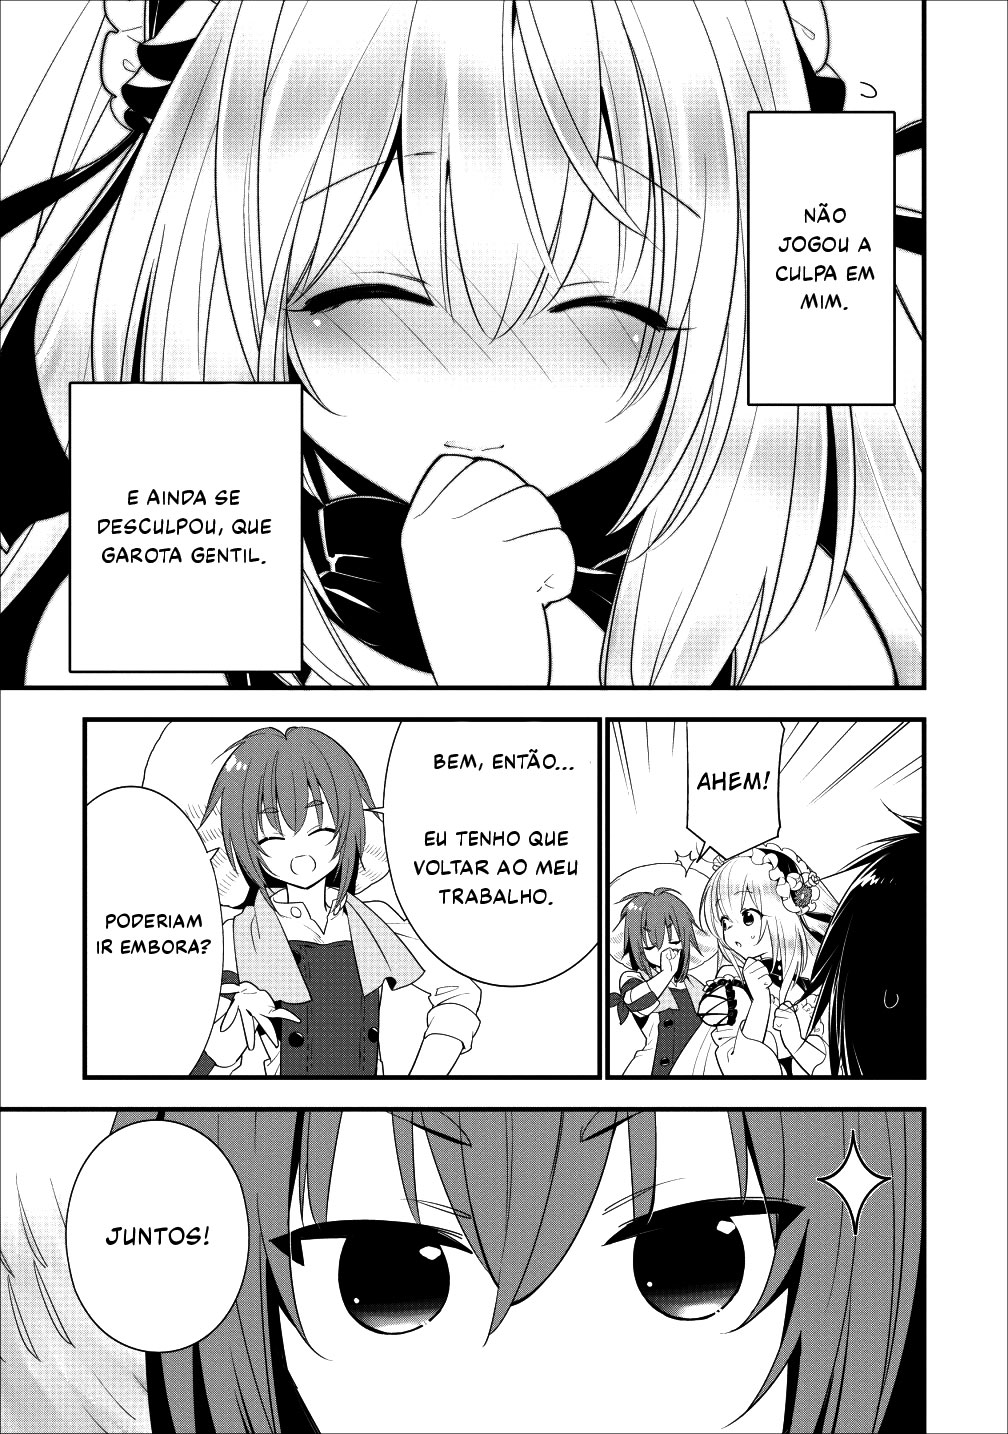 NÃO
JOGOU A
CULPA EM
MIM.
E AINDA SE
DESCULPOU, QUE
GAROTA GENTIL.
AHEM!
BEM, ENTÃO...
EU TENHO QUE
VOLTAR AO MEU
TRABALHO.
PODERIAM
IR EMBORA?
JUNTOS!